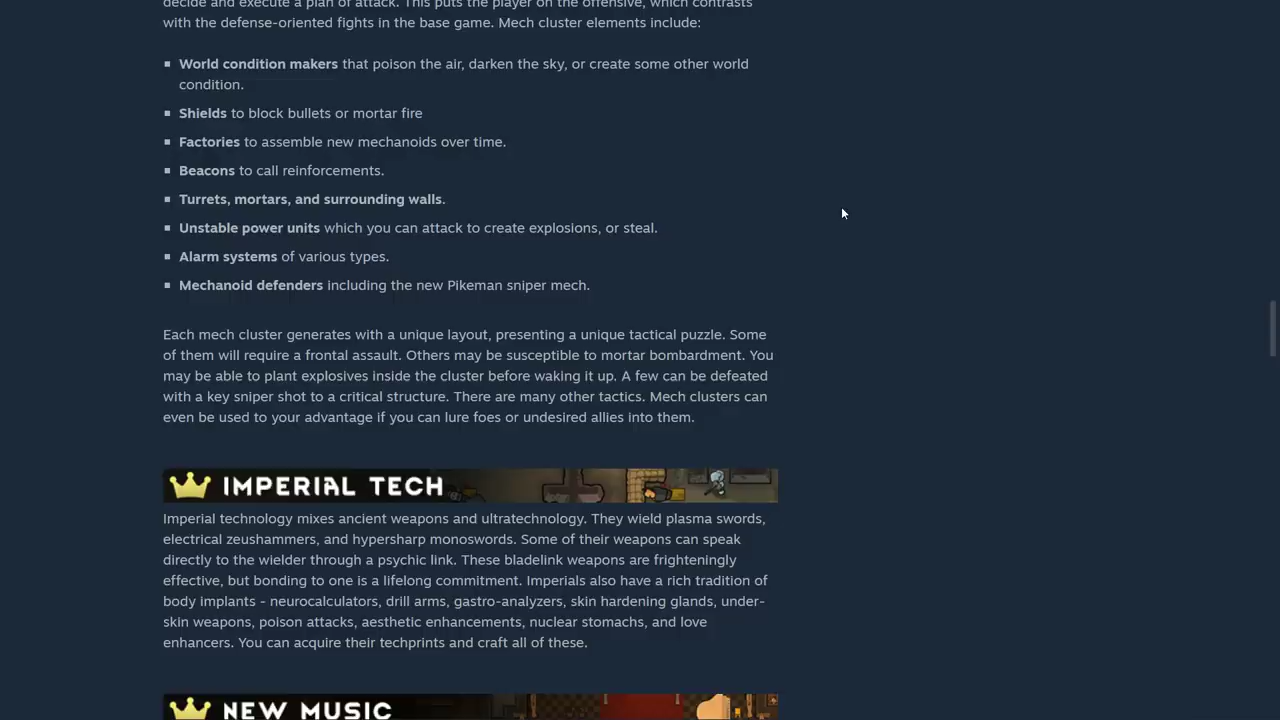 decide and execute a plan of attack. This puts the player on the offensive, which contrasts
with the defense-oriented fights in the base game. Mech cluster elements include:
World condition makers that poison the air, darken the sky, or create some other world
condition.
Shields to block bullets or mortar fire
Factories to assemble new mechanoids over time.
Beacons to call reinforcements.
Turrets, mortars, and surrounding walls.
Unstable power units which you can attack to create explosions, or steal.
Alarm systems of various types.
Mechanoid defenders including the new Pikeman sniper mech.
Each mech cluster generates with a unique layout, presenting a unique tactical puzzle. Some
of them will require a frontal assault. Others may be susceptible to mortar bombardment. You
may be able to plant explosives inside the cluster before waking it up. A few can be defeated
with a key sniper shot to a critical structure. There are many other tactics. Mech clusters can
even be used to your advantage if you can lure foes or undesired allies into them.
IMPERIAL TECH
Imperial technology mixes ancient weapons and ultratechnology. They wield plasma swords,
electrical zeushammers, and hypersharp monoswords. Some of their weapons can speak
directly to the wielder through a psychic link. These bladelink weapons are frighteningly
effective, but bonding to one is a lifelong commitment. Imperials also have a rich tradition of
body implants - neurocalculators, drill arms, gastro-analyzers, skin hardening glands, under-
skin weapons, poison attacks, aesthetic enhancements, nuclear stomachs, and love
enhancers. You can acquire their techprints and craft all of these.
NEW MUSIC